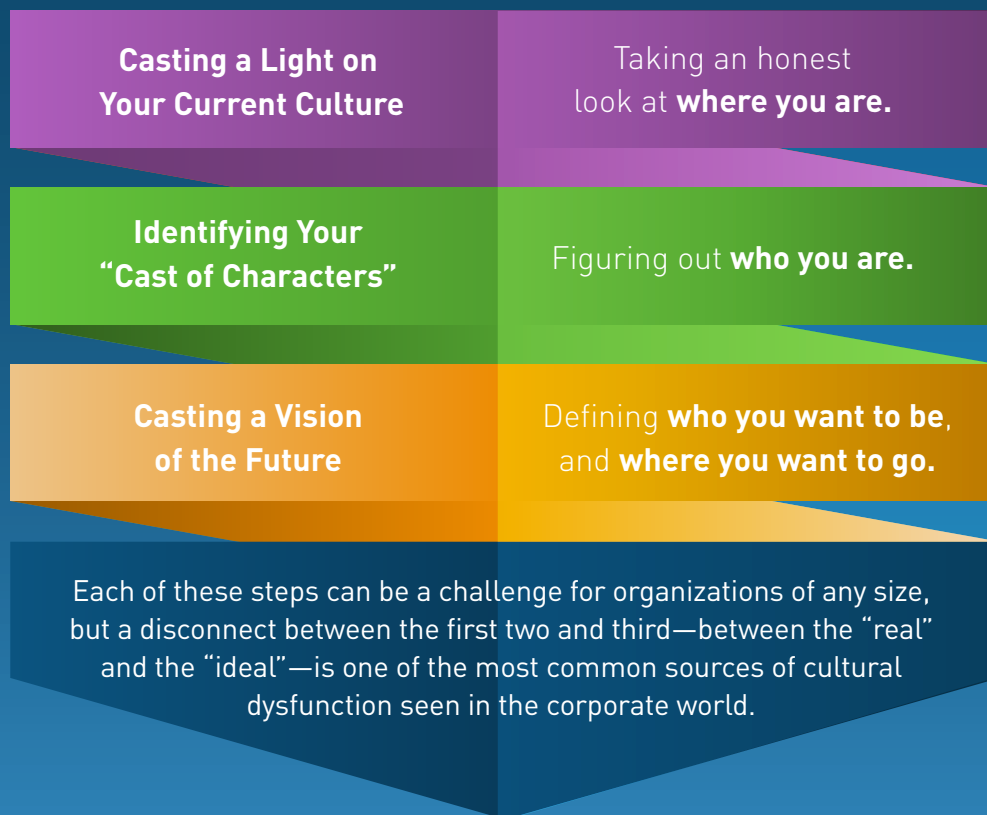 Casting a Light on
Your Current Culture
Taking an honest
look at where you are.
Identifying Your
“Cast of Characters”
Figuring out who you are.
Casting a Vision
of the Future
Defining who you want to be,
and where you want to go.
Each of these steps can be a challenge for organizations of any size,
but a disconnect between the first two and third—between the “real”
and the “ideal”—is one of the most common sources of cultural
dysfunction seen in the corporate world.